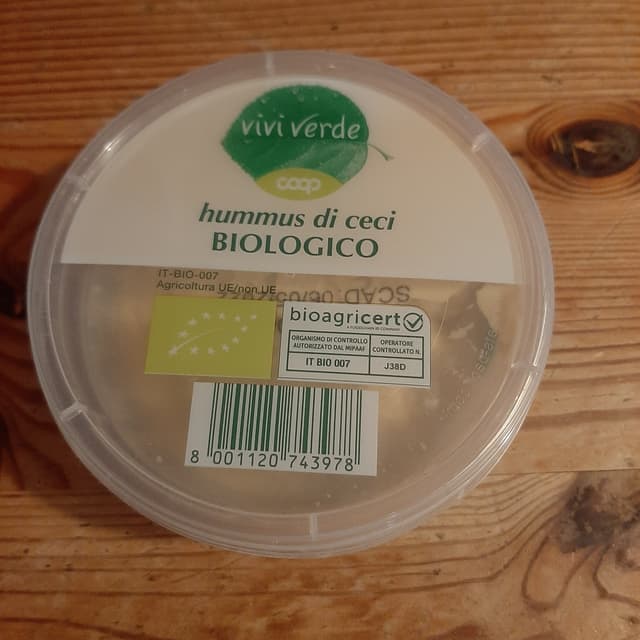 vivi verde
coop
hummus di ceci
BIOLOGICO
IT-BIO-007
Agricoltura UE/non UE
SCAD
bioagricert
ORGANISMO DI CONTROLLO
AUTORIZZATO DAL MIPAAF
IT BIO 007
OPERATORE
CONTROLLATO N.
J38D
8 001120 743978